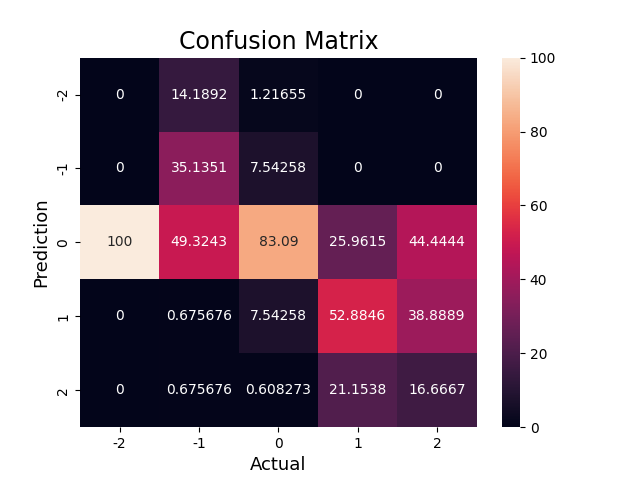 Confusion Matrix
-2 0 14.1892 1.21655 0 0
-1 0 35.1351 7.54258 0 0
0 100 49.3243 83.09 25.9615 44.4444
1 0 0.675676 7.54258 52.8846 38.8889
2 0 0.675676 0.608273 21.1538 16.6667
-2 -1 0 1 2
Prediction
Actual
100
80
60
40
20
0